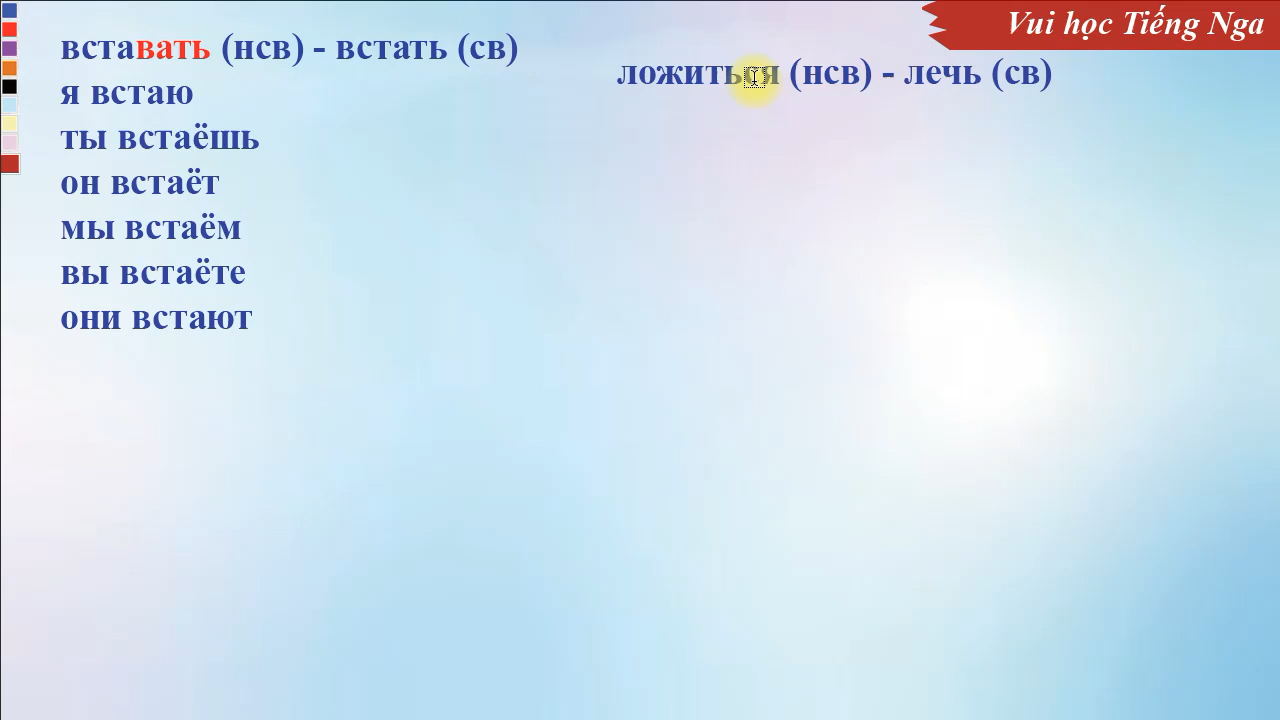 Vui học Tiếng Nga
вставать (нсв) - встать (св)
я встаю
ты встаёшь
он встаёт
мы встаём
вы встаёте
они встают
ложиться (нсв) - лечь (св)